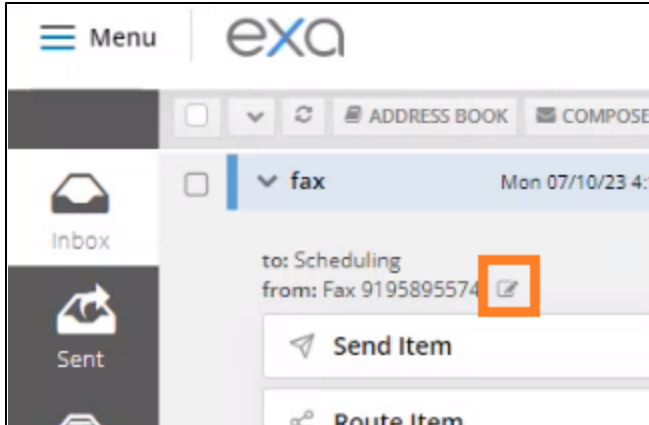 Menu
exa
ADDRESS BOOK
COMPOSE
fax
Mon 07/10/23 4:
Inbox
to: Scheduling
from: Fax 9195895574
Send Item
Sent
Route Item